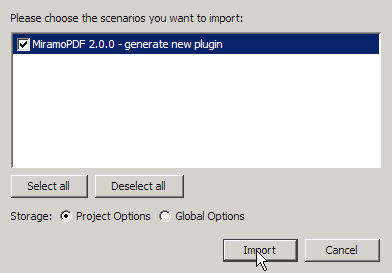 Please choose the scenarios you want to import:
MiramoPDF 2.0.0 - generate new plugin
Select all
Deselect all
Storage: Project Options Global Options
Import
Cancel